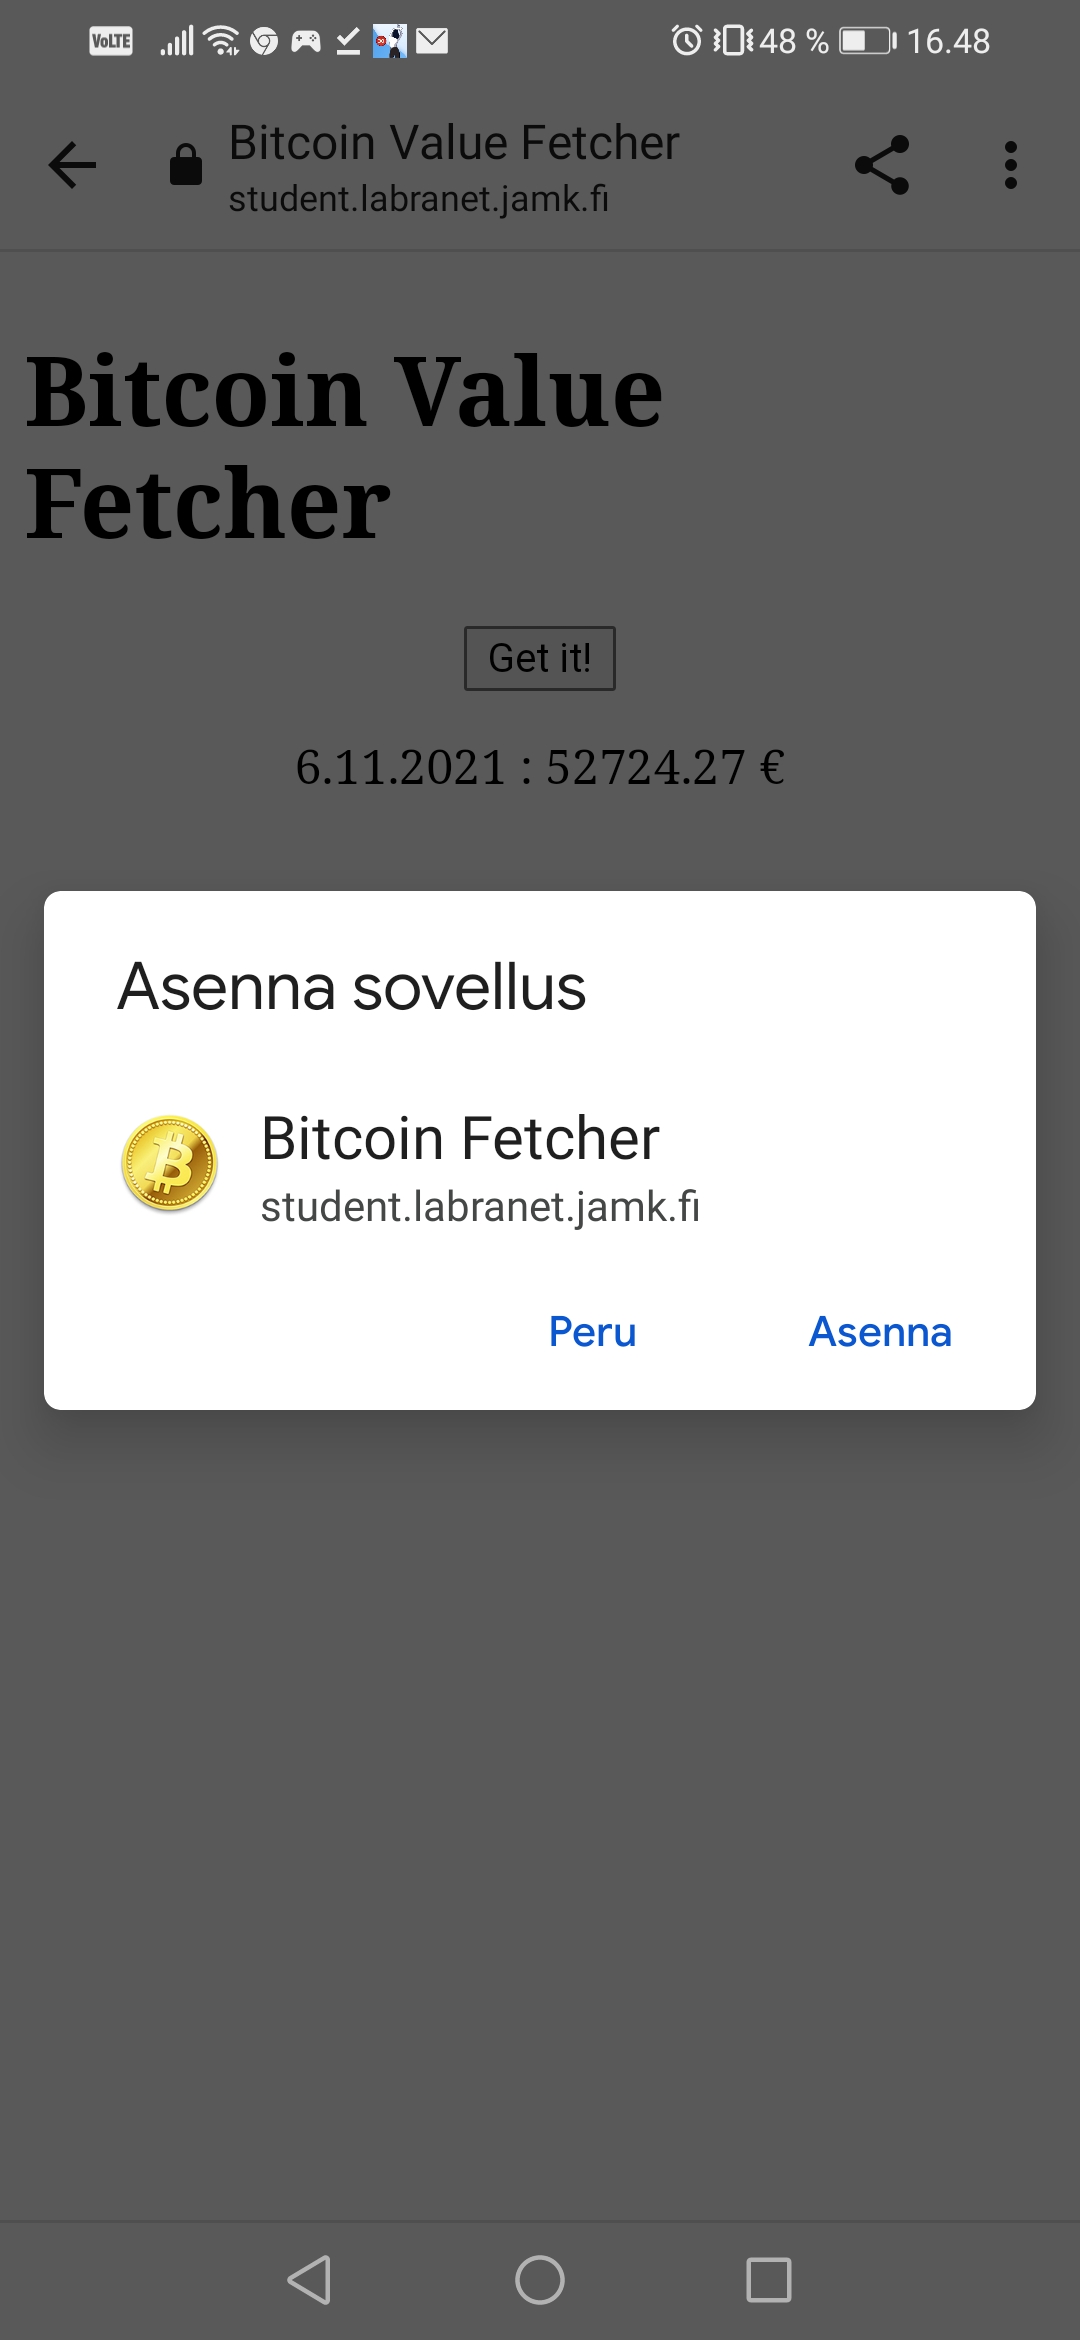 VoLTE 48 % 16.48
Bitcoin Value Fetcher
student.labranet.jamk.fi
Bitcoin Value
Fetcher
Get it!
6.11.2021 : 52724.27 €
Asenna sovellus
Bitcoin Fetcher
student.labranet.jamk.fi
Peru Asenna